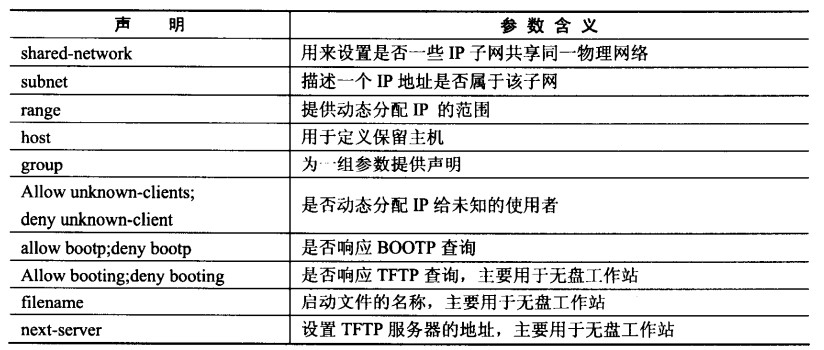 声 明 参 数 含 义
shared-network 用来设置是否一些 IP 子网共享同一物理网络
subnet 描述一个 IP 地址是否属于该子网
range 提供动态分配 IP 的范围
host 用于定义保留主机
group 为一组参数提供声明
Allow unknown-clients;
deny unknown-client 是否动态分配 IP 给未知的使用者
allow bootp;deny bootp 是否响应 BOOTP 查询
Allow booting;deny booting 是否响应 TFTP 查询，主要用于无盘工作站
filename 启动文件的名称，主要用于无盘工作站
next-server 设置 TFTP 服务器的地址，主要用于无盘工作站